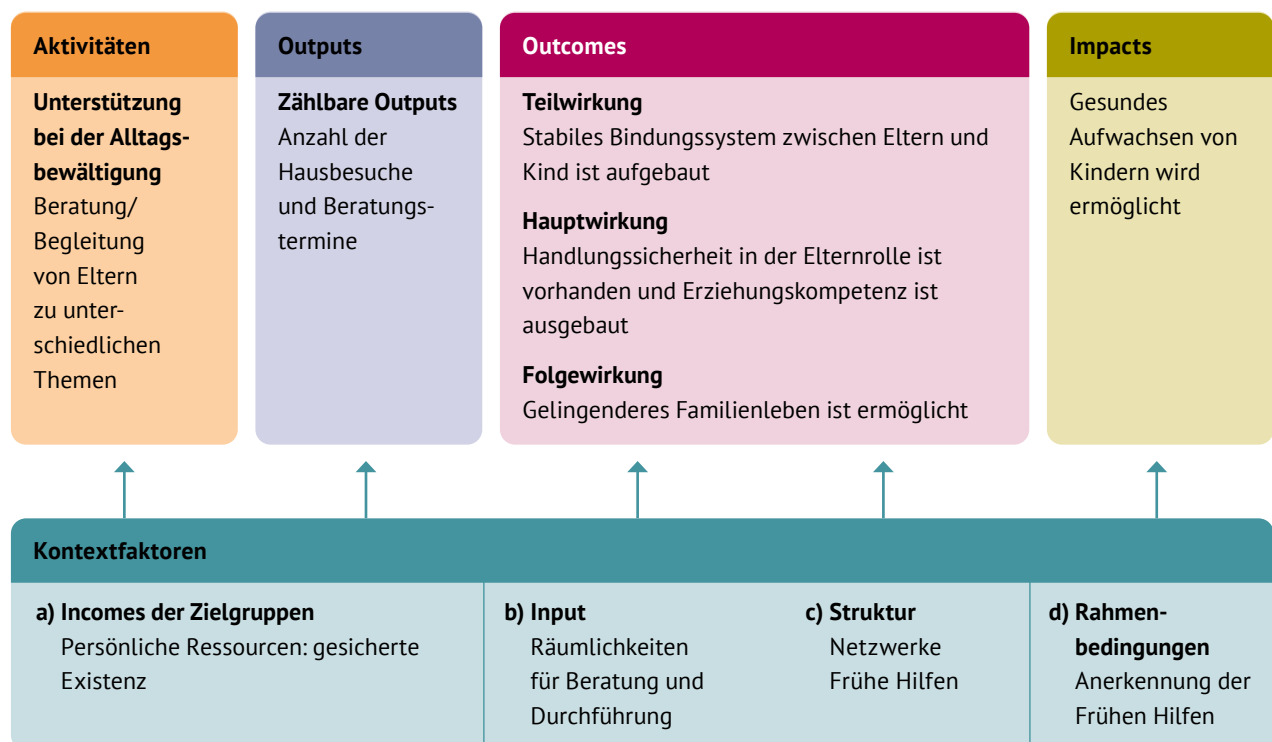 Aktivitäten
Unterstützung
bei der Alltags-
bewältigung
Beratung/
Begleitung
von Eltern
zu unter-
schiedlichen
Themen
Outputs
Zählbare Outputs
Anzahl der
Hausbesuche
und Beratungs-
termine
Outcomes
Teilwirkung
Stabiles Bindungssystem zwischen Eltern und
Kind ist aufgebaut
Hauptwirkung
Handlungssicherheit in der Elternrolle ist
vorhanden und Erziehungskompetenz ist
ausgebaut
Folgewirkung
Gelingenderes Familienleben ist ermöglicht
Impacts
Gesundes
Aufwachsen von
Kindern wird
ermöglicht
Kontextfaktoren
a) Incomes der Zielgruppen
Persönliche Ressourcen: gesicherte
Existenz
b) Input
Räumlichkeiten
für Beratung und
Durchführung
c) Struktur
Netzwerke
Frühe Hilfen
d) Rahmen-
bedingungen
Anerkennung der
Frühen Hilfen